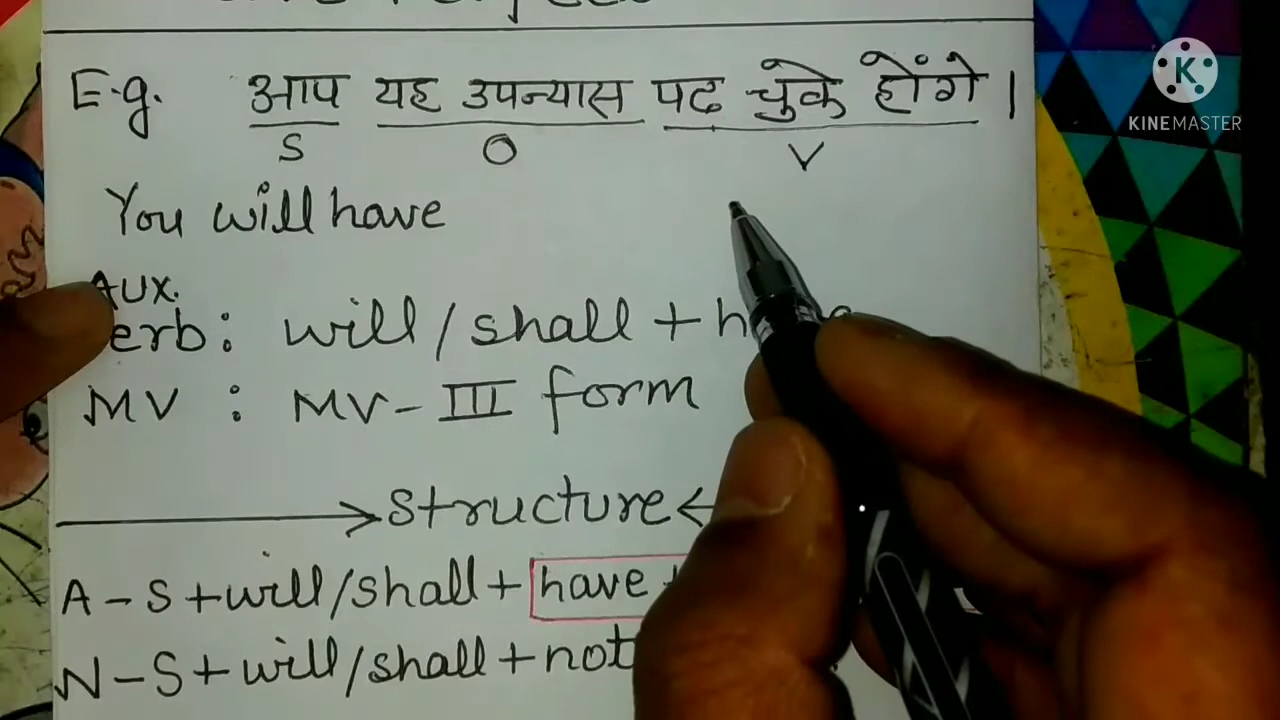 E.g. आप यह उपन्यास पढ चुके होंगे।
S O V
You will have
Aux.
erb: will/shall +
MV : MV - III form
→ structure ←
A - S + will/shall + have +
N - S + will/shall + not
K
KINEMASTER